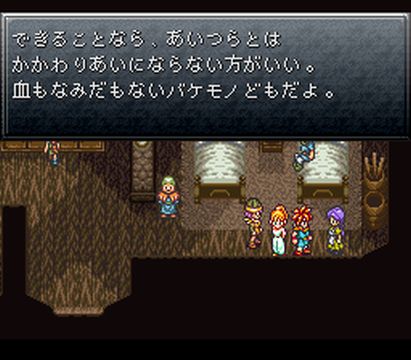 できることなら、あいつらとは
かかわりあいにならない方がいい。
血もなみだもないバケモノどもだよ。